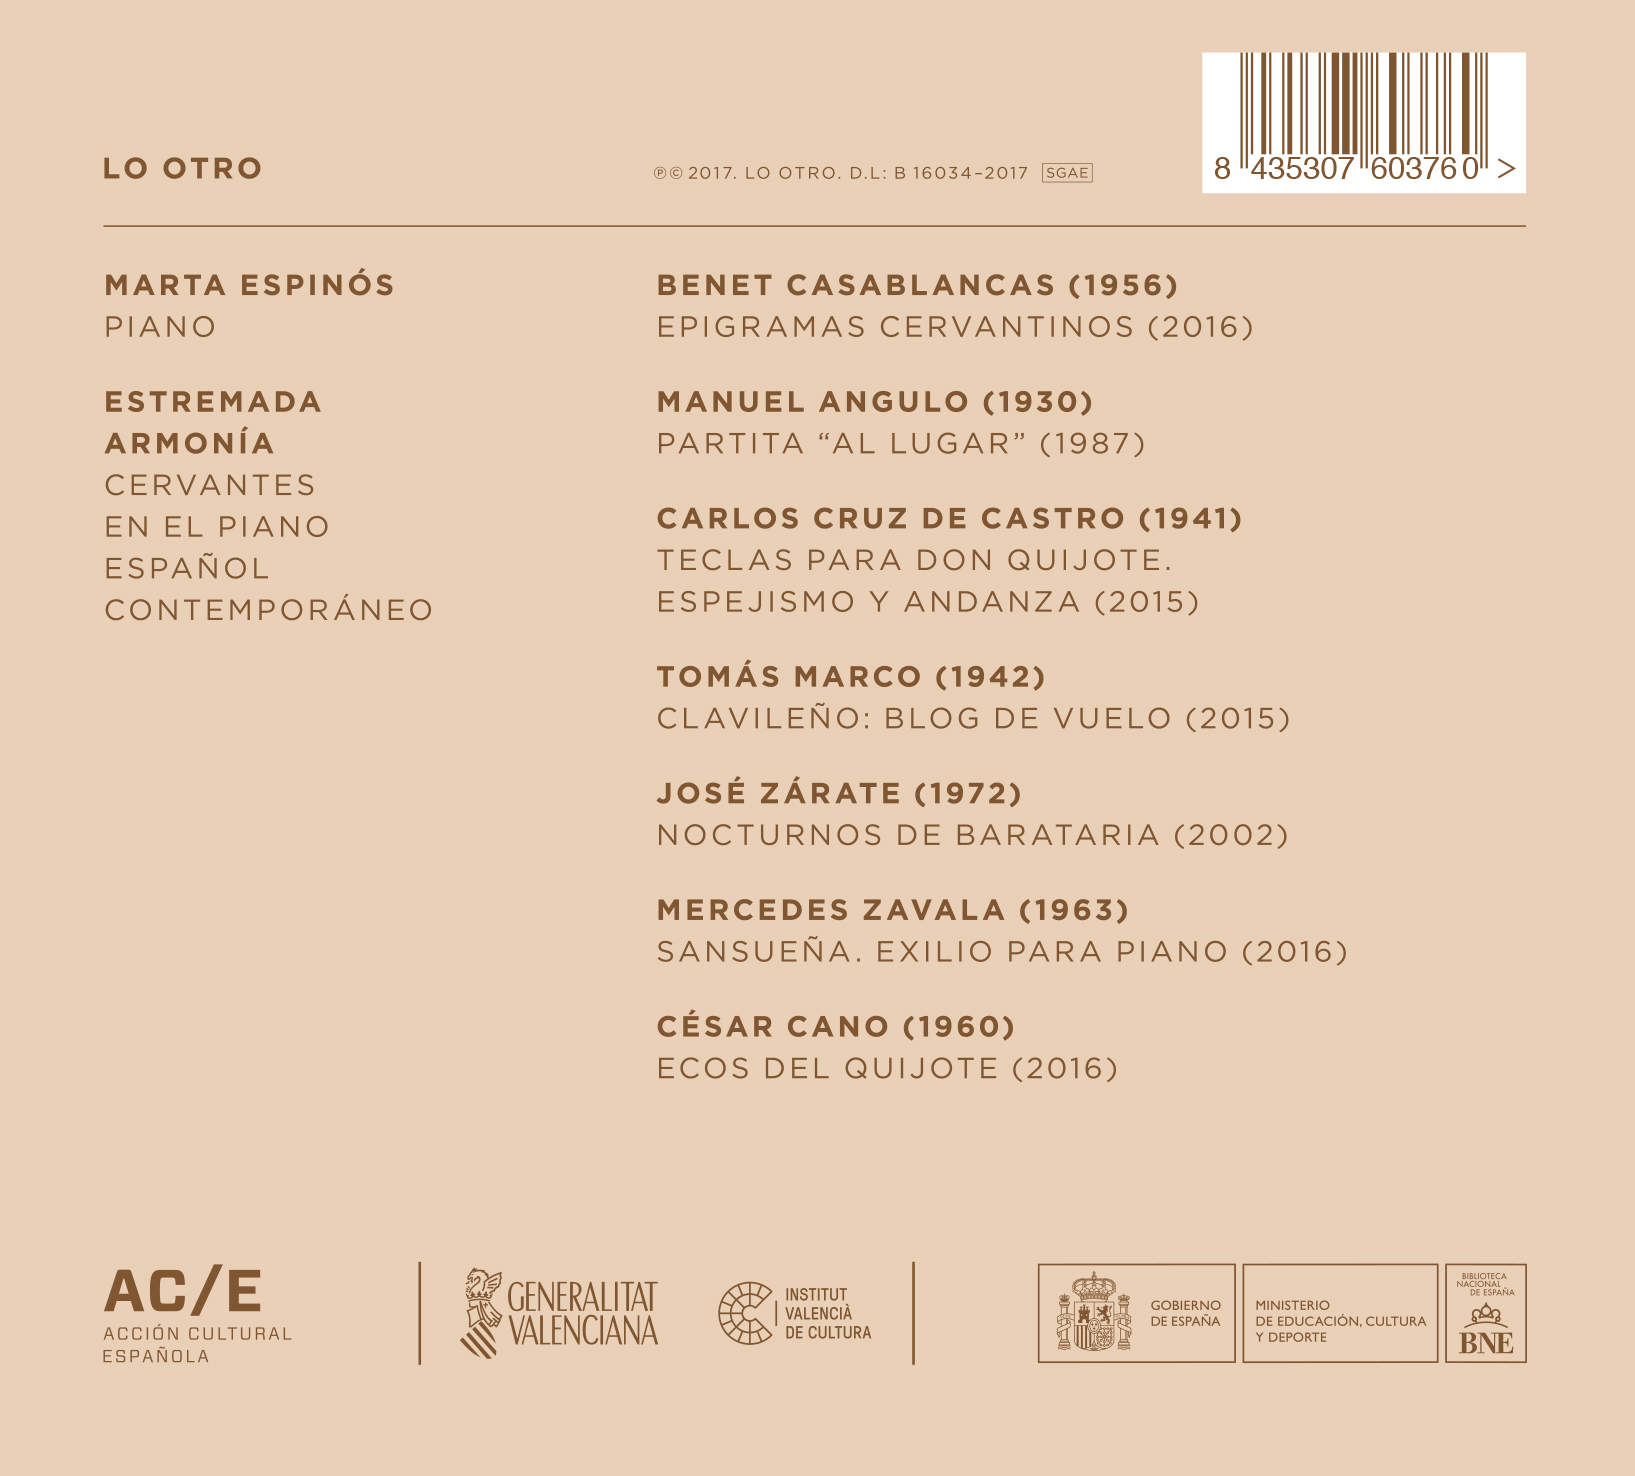 LO OTRO
℗© 2017. LO OTRO. D.L: B 16034-2017 SGAE
8 435307 603760 >
MARTA ESPINÓS
PIANO
ESTREMADA
ARMONÍA
CERVANTES
EN EL PIANO
ESPAÑOL
CONTEMPORÁNEO
BENET CASABLANCAS (1956)
EPIGRAMAS CERVANTINOS (2016)
MANUEL ANGULO (1930)
PARTITA “AL LUGAR” (1987)
CARLOS CRUZ DE CASTRO (1941)
TECLAS PARA DON QUIJOTE.
ESPEJISMO Y ANDANZA (2015)
TOMÁS MARCO (1942)
CLAVILEÑO: BLOG DE VUELO (2015)
JOSÉ ZÁRATE (1972)
NOCTURNOS DE BARATARIA (2002)
MERCEDES ZAVALA (1963)
SANSUEÑA. EXILIO PARA PIANO (2016)
CÉSAR CANO (1960)
ECOS DEL QUIJOTE (2016)
AC/E
ACCIÓN CULTURAL
ESPAÑOLA
GENERALITAT
VALENCIANA
INSTITUT
VALENCIÀ
DE CULTURA
GOBIERNO
DE ESPAÑA
MINISTERIO
DE EDUCACIÓN, CULTURA
Y DEPORTE
BIBLIOTECA
NACIONAL
DE ESPAÑA
BNE